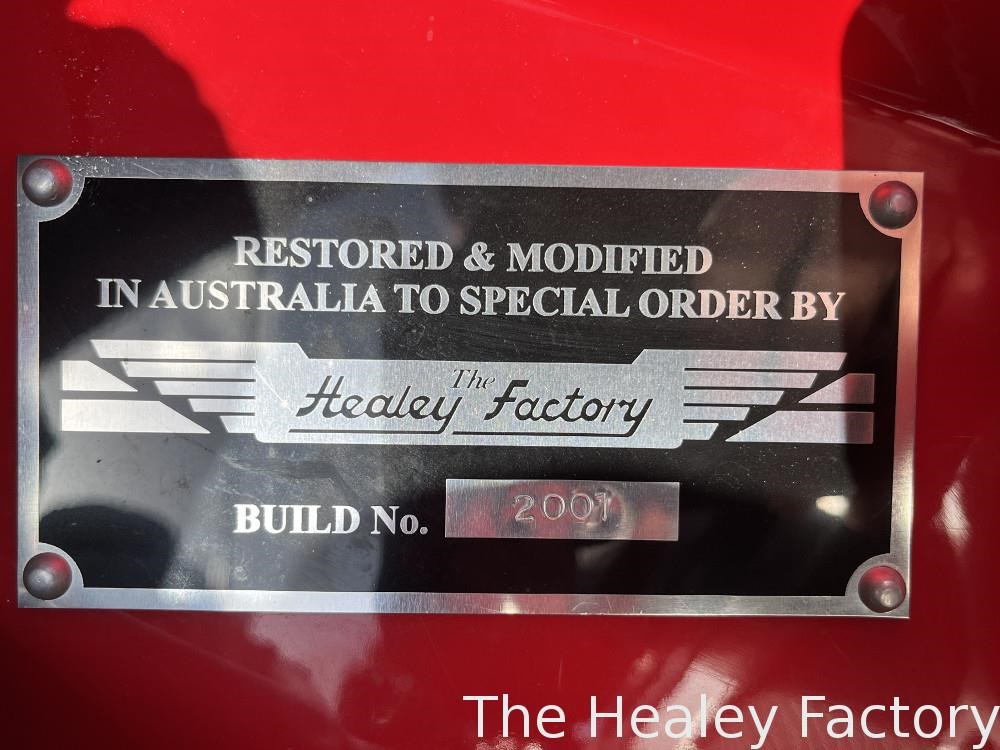 RESTORED & MODIFIED
IN AUSTRALIA TO SPECIAL ORDER BY
The
Healey Factory
BUILD No. 2001
The Healey Factory